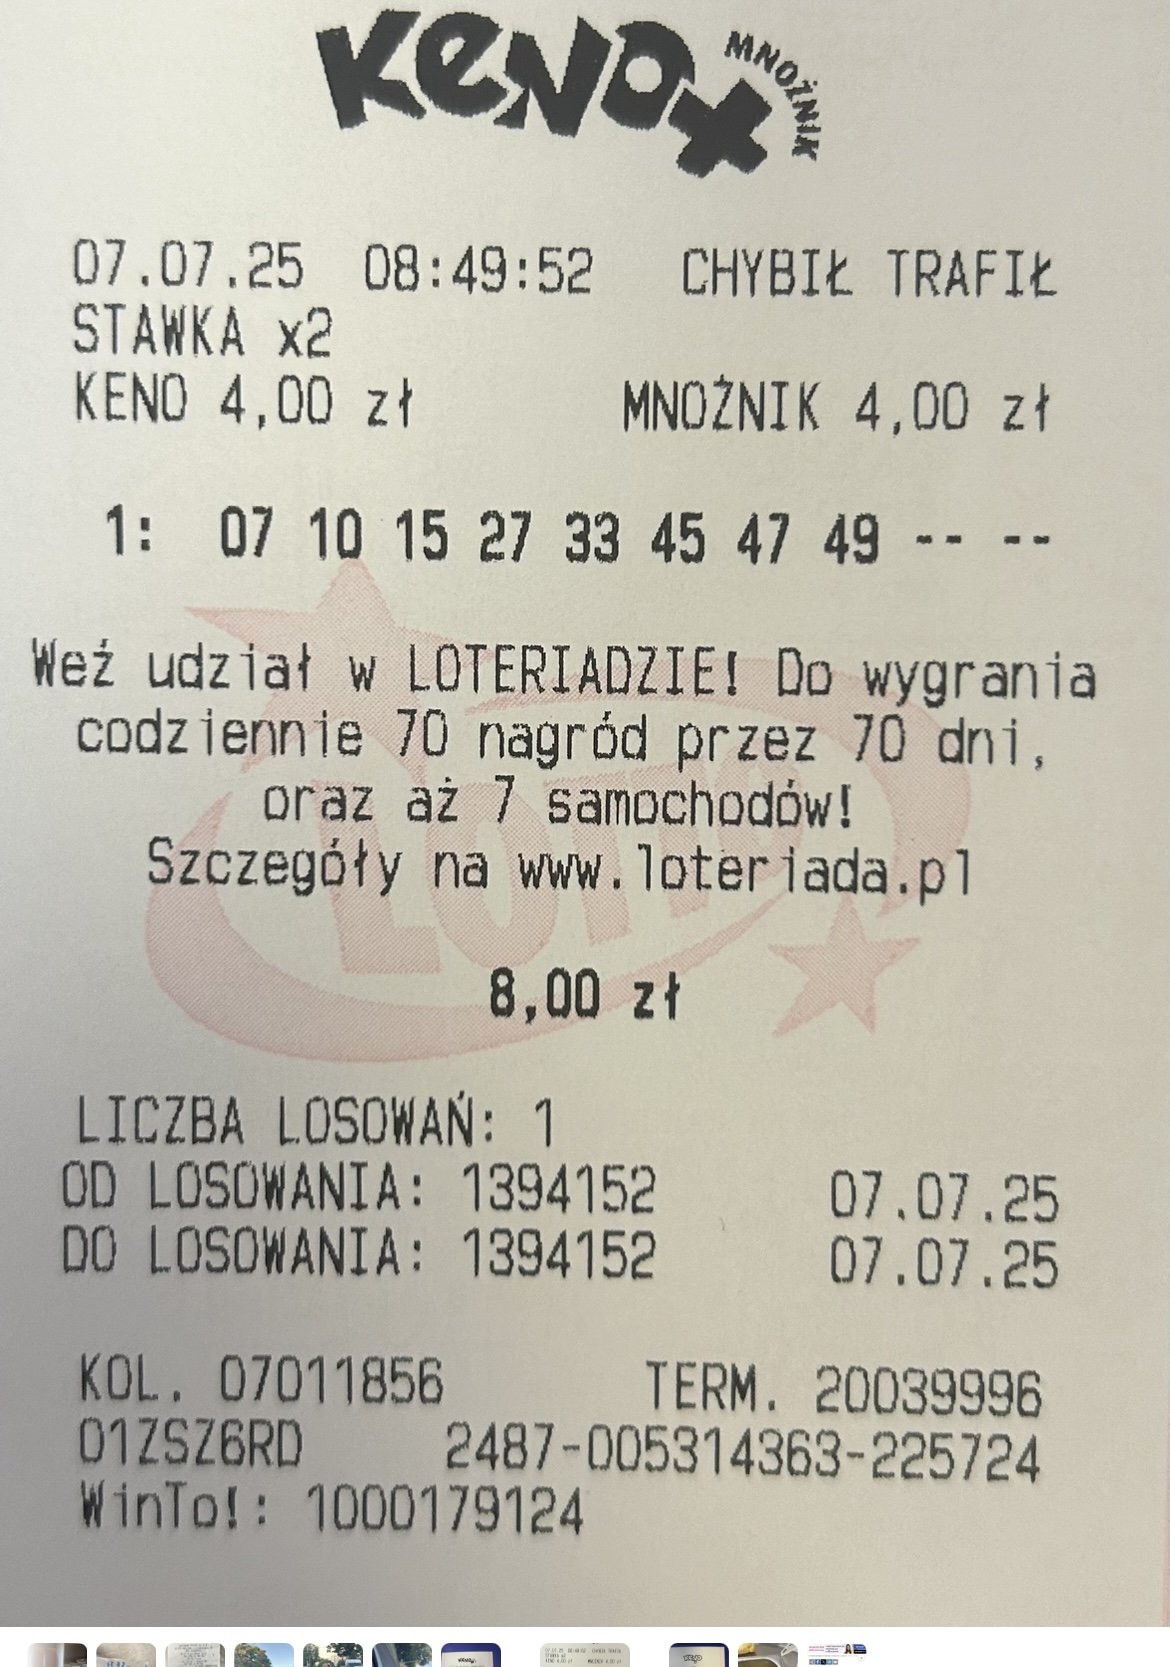 KENO
MNOŻNIK
07.07.25 08:49:52 CHYBIŁ TRAFIŁ
STAWKA x2
KENO 4,00 zł MNOŻNIK 4,00 zł
1: 07 10 15 27 33 45 47 49 -- --
Weź udział w LOTERIADZIE! Do wygrania
codziennie 70 nagród przez 70 dni,
oraz aż 7 samochodów!
Szczegóły na www.loteriada.pl
LOTTO
8,00 zł
LICZBA LOSOWAŃ: 1
OD LOSOWANIA: 1394152 07.07.25
DO LOSOWANIA: 1394152 07.07.25
KOL. 07011856 TERM. 20039996
01ZSZ6RD 2487-005314363-225724
WinTo!: 1000179124